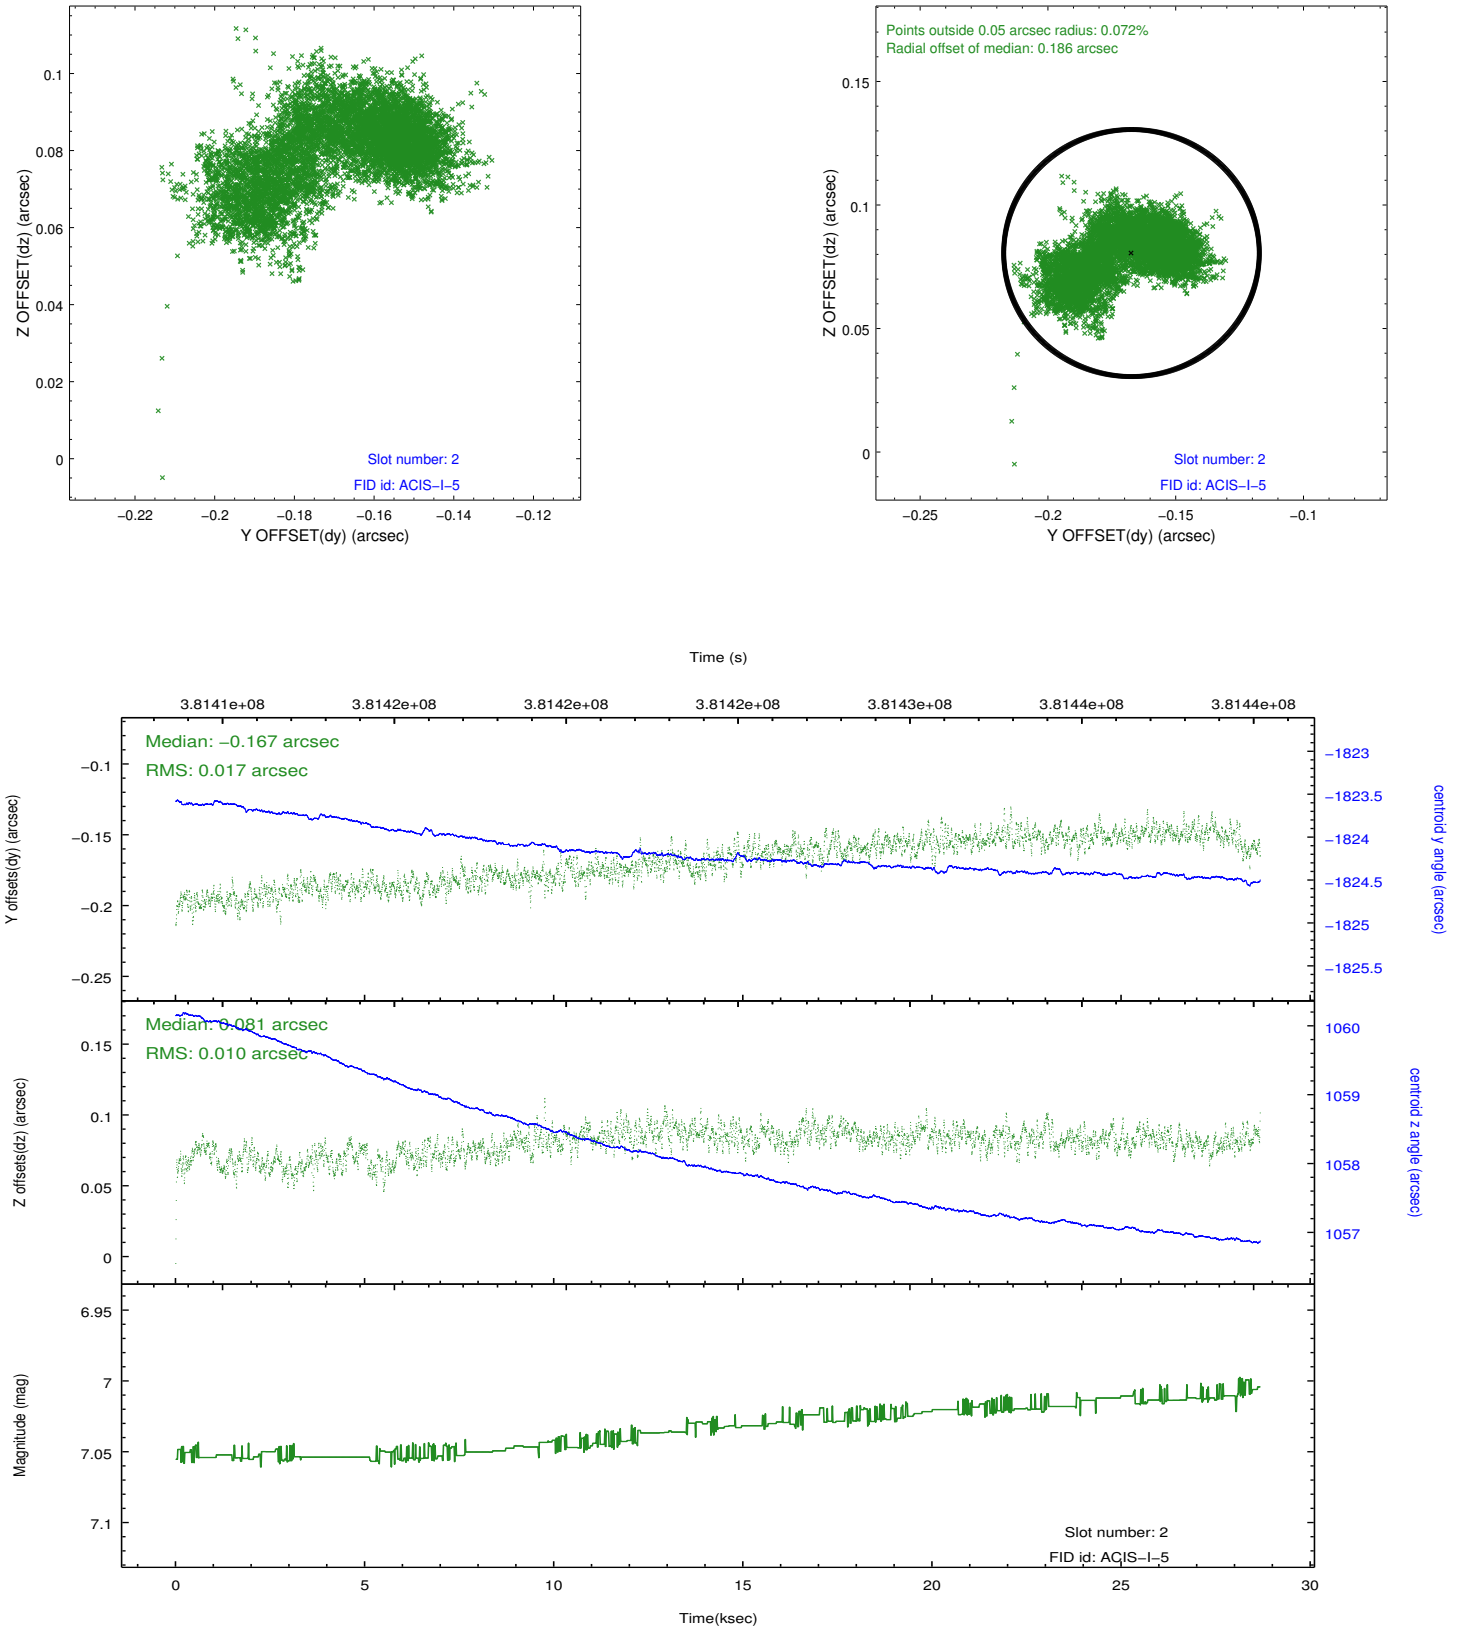 0.1
0.08
0.06
0.04
0.02
0
Z OFFSET(dz) (arcsec)
Slot number: 2
FID id: ACIS−I−5
−0.22 −0.2 −0.18 −0.16 −0.14 −0.12
Y OFFSET(dy) (arcsec)
Points outside 0.05 arcsec radius: 0.072%
Radial offset of median: 0.186 arcsec
0.15
0.1
0.05
0
Z OFFSET(dz) (arcsec)
Slot number: 2
FID id: ACIS−I−5
−0.25 −0.2 −0.15 −0.1
Y OFFSET(dy) (arcsec)
Time (s)
3.8141e+08 3.8142e+08 3.8142e+08 3.8142e+08 3.8143e+08 3.8144e+08 3.8144e+08
Median: −0.167 arcsec
RMS: 0.017 arcsec
−0.1
−0.15
−0.2
−0.25
Y offsets(dy) (arcsec)
−1823
−1823.5
−1824
−1824.5
−1825
−1825.5
centroid y angle (arcsec)
Median: 0.081 arcsec
RMS: 0.010 arcsec
0.15
0.1
0.05
0
Z offsets(dz) (arcsec)
1060
1059
1058
1057
centroid z angle (arcsec)
6.95
7
7.05
7.1
Magnitude (mag)
Slot number: 2
FID id: ACIS−I−5
0 5 10 15 20 25 30
Time(ksec)